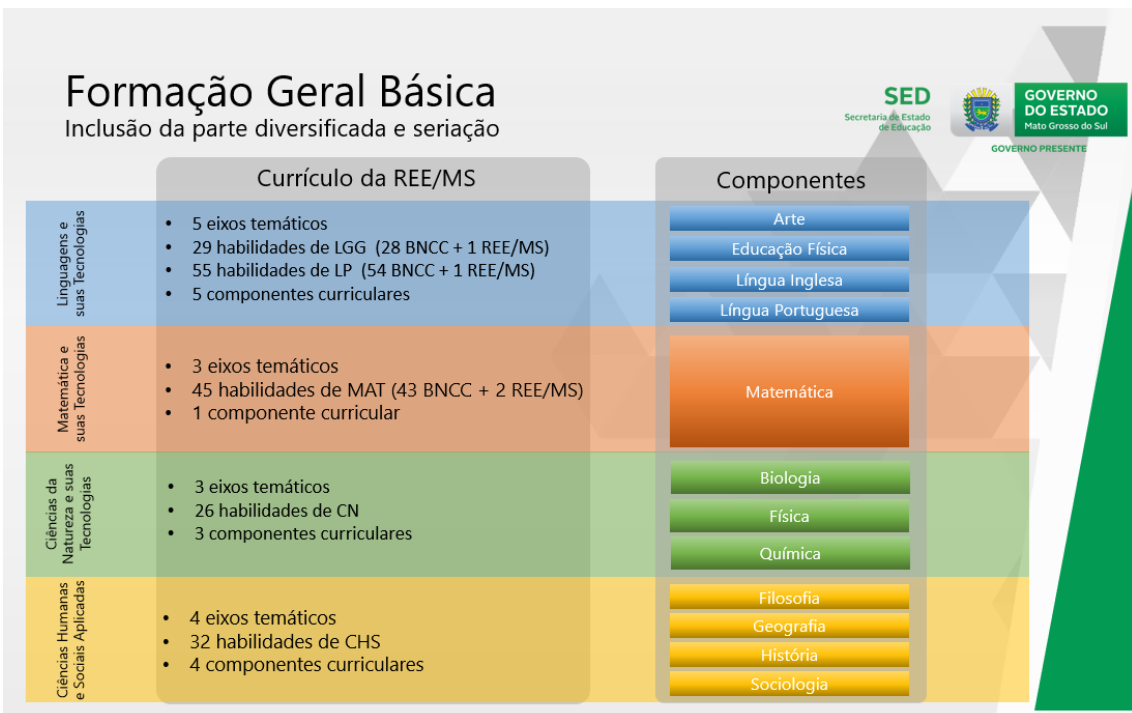 Formação Geral Básica
Inclusão da parte diversificada e seriação
SED
Secretaria de Estado
de Educação
GOVERNO
DO ESTADO
Mato Grosso do Sul
GOVERNO PRESENTE
Currículo da REE/MS
Componentes
Linguagens e
suas Tecnologias
• 5 eixos temáticos
• 29 habilidades de LGG (28 BNCC + 1 REE/MS)
• 55 habilidades de LP (54 BNCC + 1 REE/MS)
• 5 componentes curriculares
Arte
Educação Física
Língua Inglesa
Língua Portuguesa
Matemática e
suas Tecnologias
• 3 eixos temáticos
• 45 habilidades de MAT (43 BNCC + 2 REE/MS)
• 1 componente curricular
Matemática
Ciências da
Natureza e suas
Tecnologias
• 3 eixos temáticos
• 26 habilidades de CN
• 3 componentes curriculares
Biologia
Física
Química
Ciências Humanas
e Sociais Aplicadas
• 4 eixos temáticos
• 32 habilidades de CHS
• 4 componentes curriculares
Filosofia
Geografia
História
Sociologia